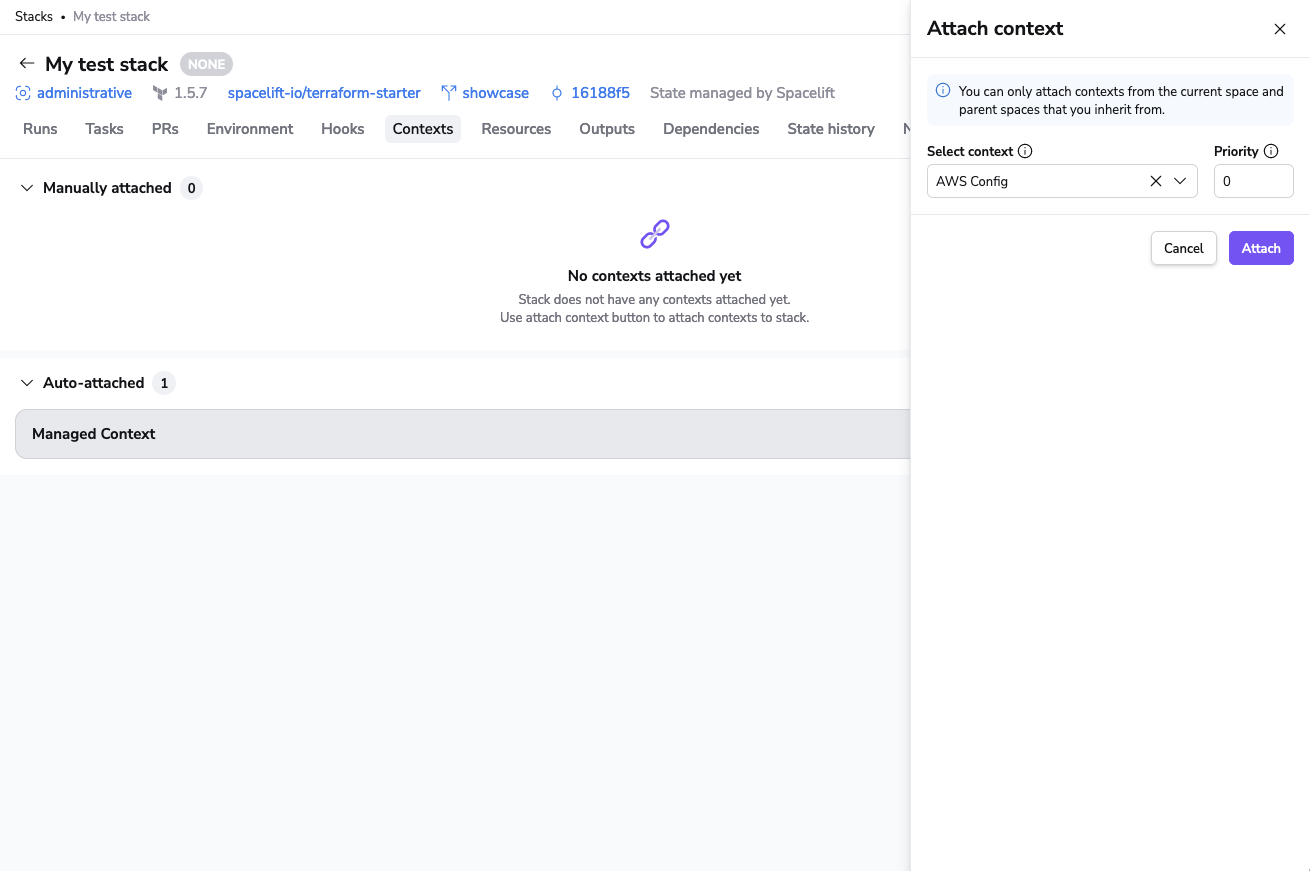 Stacks • My test stack
My test stack NONE
administrative 1.5.7 spacelift-io/terraform-starter showcase 16188f5 State managed by Spacelift
Runs Tasks PRs Environment Hooks Contexts Resources Outputs Dependencies State history
Manually attached 0
No contexts attached yet
Stack does not have any contexts attached yet.
Use attach context button to attach contexts to stack.
Auto-attached 1
Managed Context
Attach context
You can only attach contexts from the current space and
parent spaces that you inherit from.
Select context Priority
AWS Config 0
Cancel Attach